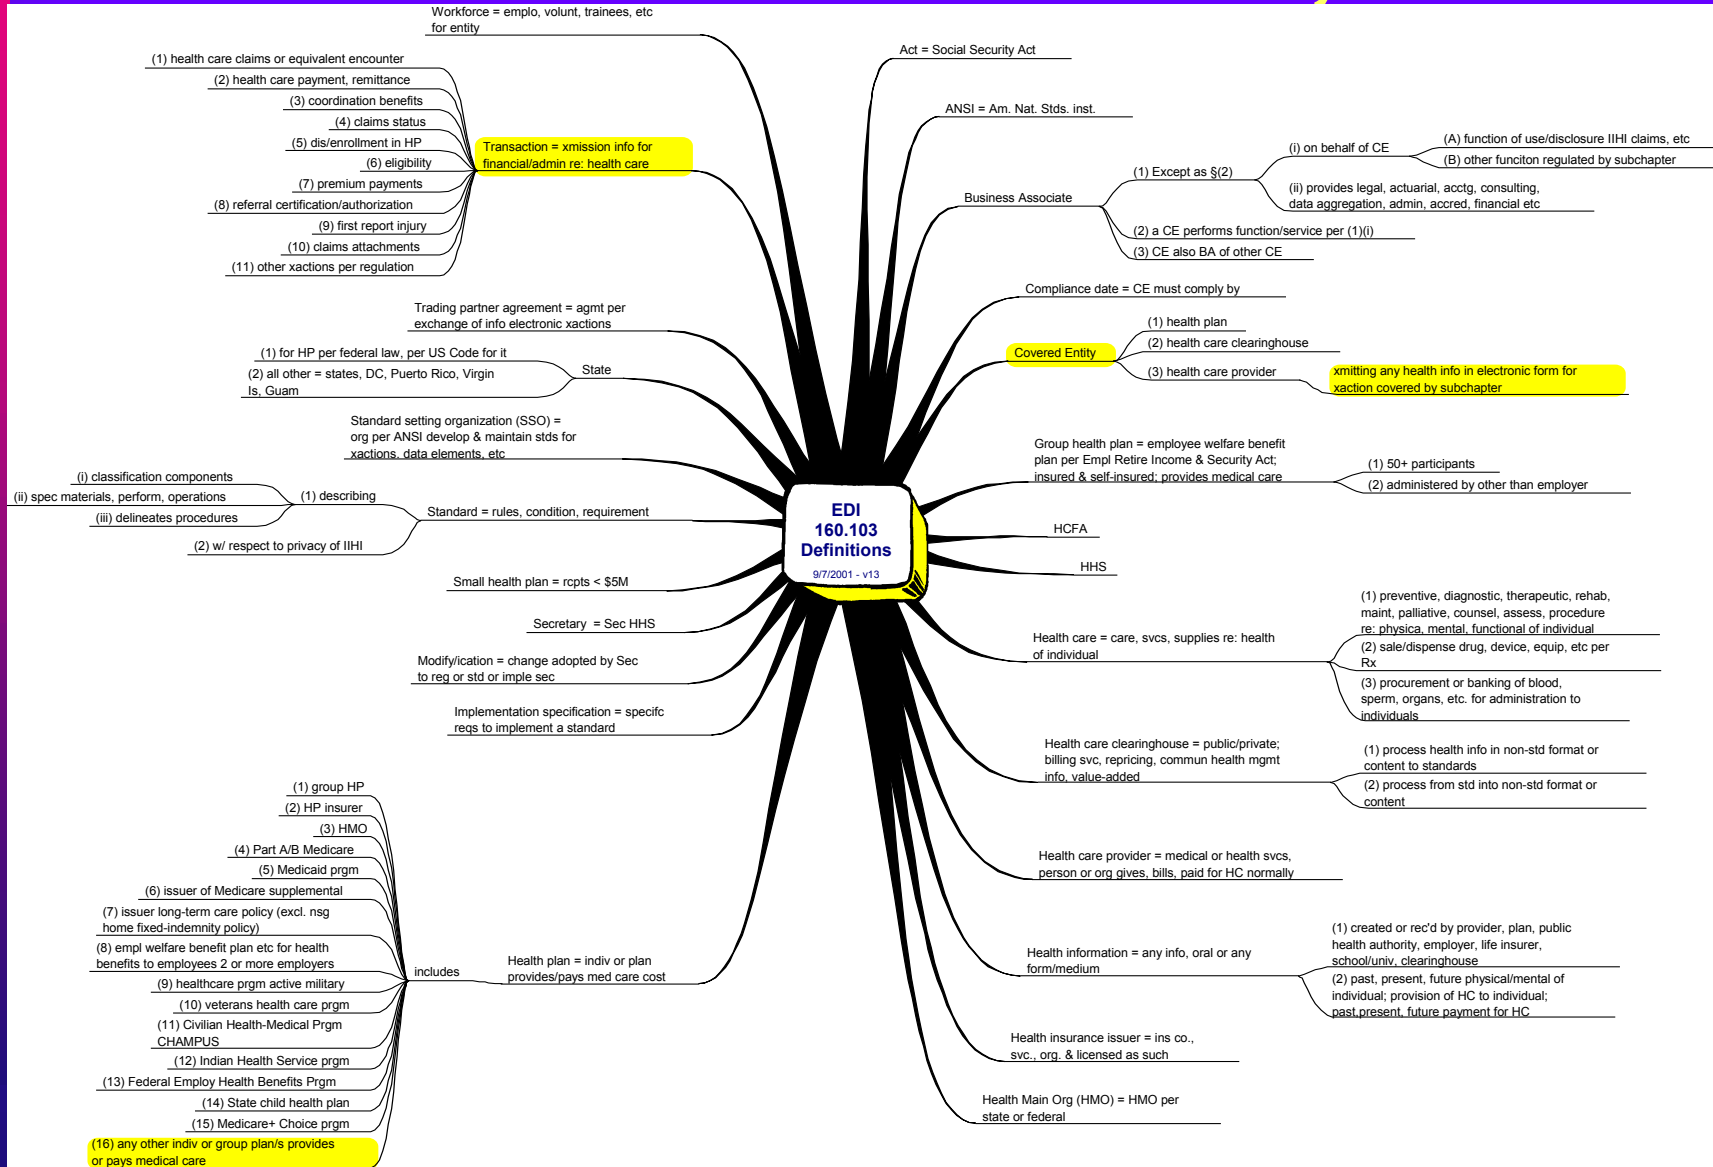 Workforce = emplo, volunt, trainees, etc
for entity
(1) health care claims or equivalent encounter
(2) health care payment, remittance
(3) coordination benefits
(4) claims status
(5) dis/enrollment in HP
(6) eligibility
(7) premium payments
(8) referral certification/authorization
(9) first report injury
(10) claims attachments
(11) other xactions per regulation
Transaction = xmission info for
financial/admin re: health care
Trading partner agreement = agmt per
exchange of info electronic xactions
(1) for HP per federal law, per US Code for it
(2) all other = states, DC, Puerto Rico, Virgin
Is, Guam
State
Standard setting organization (SSO) =
org per ANSI develop & maintain stds for
xactions. data elements, etc
(i) classification components
(ii) spec materials, perform, operations
(iii) delineates procedures
(1) describing
(2) w/ respect to privacy of IIHI
Standard = rules, condition, requirement
Small health plan = rcpts < $5M
Secretary = Sec HHS
Modify/ication = change adopted by Sec
to reg or std or imple sec
Implementation specification = specifc
reqs to implement a standard
(1) group HP
(2) HP insurer
(3) HMO
(4) Part A/B Medicare
(5) Medicaid prgm
(6) issuer of Medicare supplemental
(7) issuer long-term care policy (excl. nsg
home fixed-indemnity policy)
(8) empl welfare benefit plan etc for health
benefits to employees 2 or more employers
(9) healthcare prgm active military
(10) veterans health care prgm
(11) Civilian Health-Medical Prgm
CHAMPUS
(12) Indian Health Service prgm
(13) Federal Employ Health Benefits Prgm
(14) State child health plan
(15) Medicare+ Choice prgm
(16) any other indiv or group plan/s provides
or pays medical care
includes
Health plan = indiv or plan
provides/pays med care cost
EDI
160.103
Definitions
9/7/2001 - v13
Act = Social Security Act
ANSI = Am. Nat. Stds. inst.
Business Associate
(1) Except as §(2)
(i) on behalf of CE
(A) function of use/disclosure IIHI claims, etc
(B) other funciton regulated by subchapter
(ii) provides legal, actuarial, acctg, consulting,
data aggregation, admin, accred, financial etc
(2) a CE performs function/service per (1)(i)
(3) CE also BA of other CE
Compliance date = CE must comply by
Covered Entity
(1) health plan
(2) health care clearinghouse
(3) health care provider
xmitting any health info in electronic form for
xaction covered by subchapter
Group health plan = employee welfare benefit
plan per Empl Retire Income & Security Act;
insured & self-insured; provides medical care
(1) 50+ participants
(2) administered by other than employer
HCFA
HHS
Health care = care, svcs, supplies re: health
of individual
(1) preventive, diagnostic, therapeutic, rehab,
maint, palliative, counsel, assess, procedure
re: physica, mental, functional of individual
(2) sale/dispense drug, device, equip, etc per
Rx
(3) procurement or banking of blood,
sperm, organs, etc. for administration to
individuals
Health care clearinghouse = public/private;
billing svc, repricing, commun health mgmt
info, value-added
(1) process health info in non-std format or
content to standards
(2) process from std into non-std format or
content
Health care provider = medical or health svcs,
person or org gives, bills, paid for HC normally
Health information = any info, oral or any
form/medium
(1) created or rec'd by provider, plan, public
health authority, employer, life insurer,
school/univ, clearinghouse
(2) past, present, future physical/mental of
individual; provision of HC to individual;
past,present, future payment for HC
Health insurance issuer = ins co.,
svc., org. & licensed as such
Health Main Org (HMO) = HMO per
state or federal